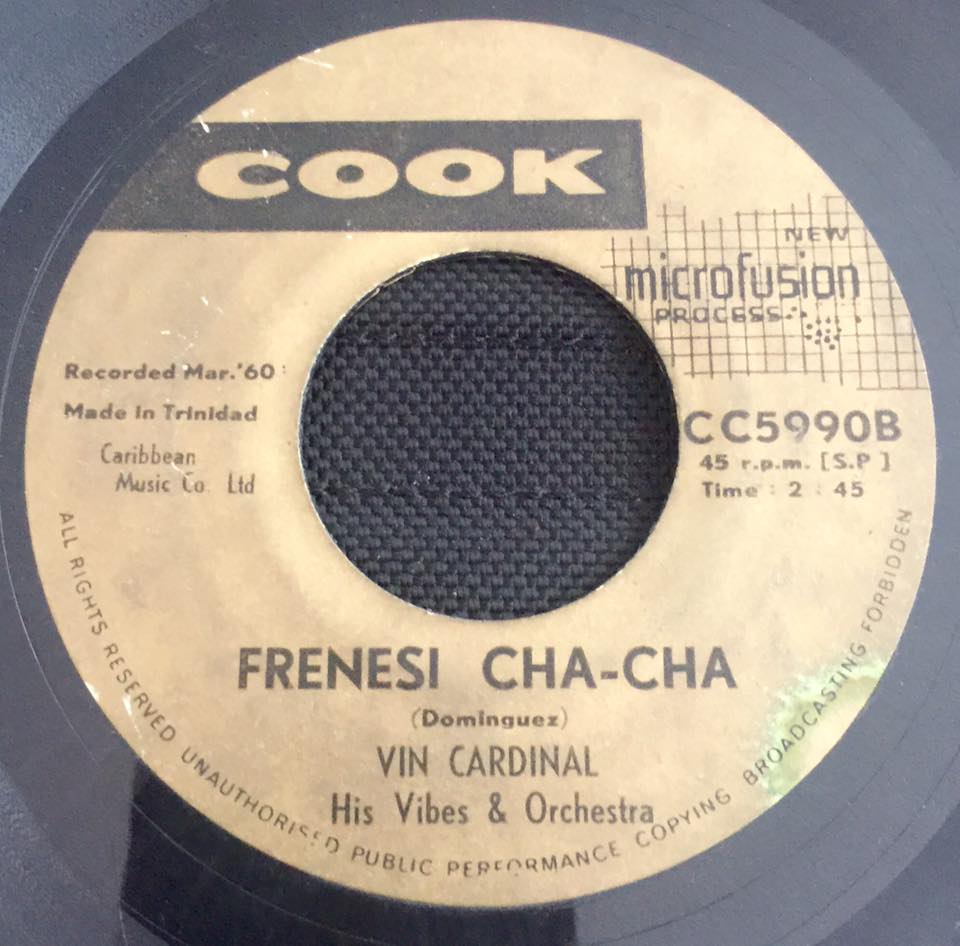 COOK
NEW
microfusion
PROCESS
Recorded Mar.'60
Made in Trinidad
Caribbean
Music Co. Ltd
CC5990B
45 r.p.m. [S.P]
Time : 2 : 45
FRENESI CHA-CHA
(Dominguez)
VIN CARDINAL
His Vibes & Orchestra
ALL RIGHTS RESERVED UNAUTHORISED PUBLIC PERFORMANCE COPYING BROADCASTING FORBIDDEN